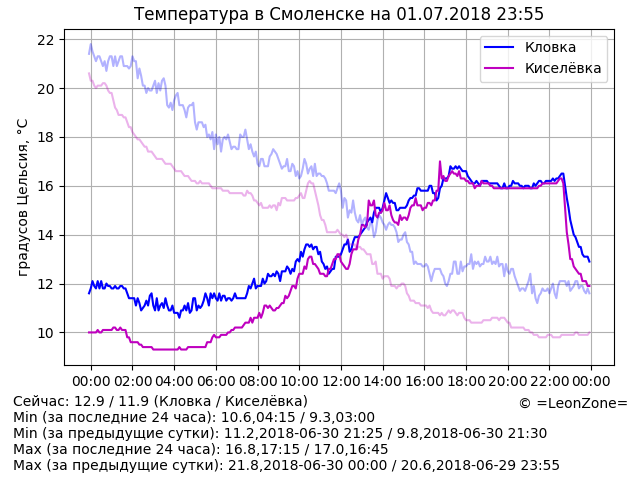 Температура в Смоленске на 01.07.2018 23:55
градусов Цельсия, °C
22
20
18
16
14
12
10
Кловка
Киселёвка
00:00 02:00 04:00 06:00 08:00 10:00 12:00 14:00 16:00 18:00 20:00 22:00 00:00
Сейчас: 12.9 / 11.9 (Кловка / Киселёвка)
© =LeonZone=
Min (за последние 24 часа): 10.6,04:15 / 9.3,03:00
Min (за предыдущие сутки): 11.2,2018-06-30 21:25 / 9.8,2018-06-30 21:30
Max (за последние 24 часа): 16.8,17:15 / 17.0,16:45
Max (за предыдущие сутки): 21.8,2018-06-30 00:00 / 20.6,2018-06-29 23:55